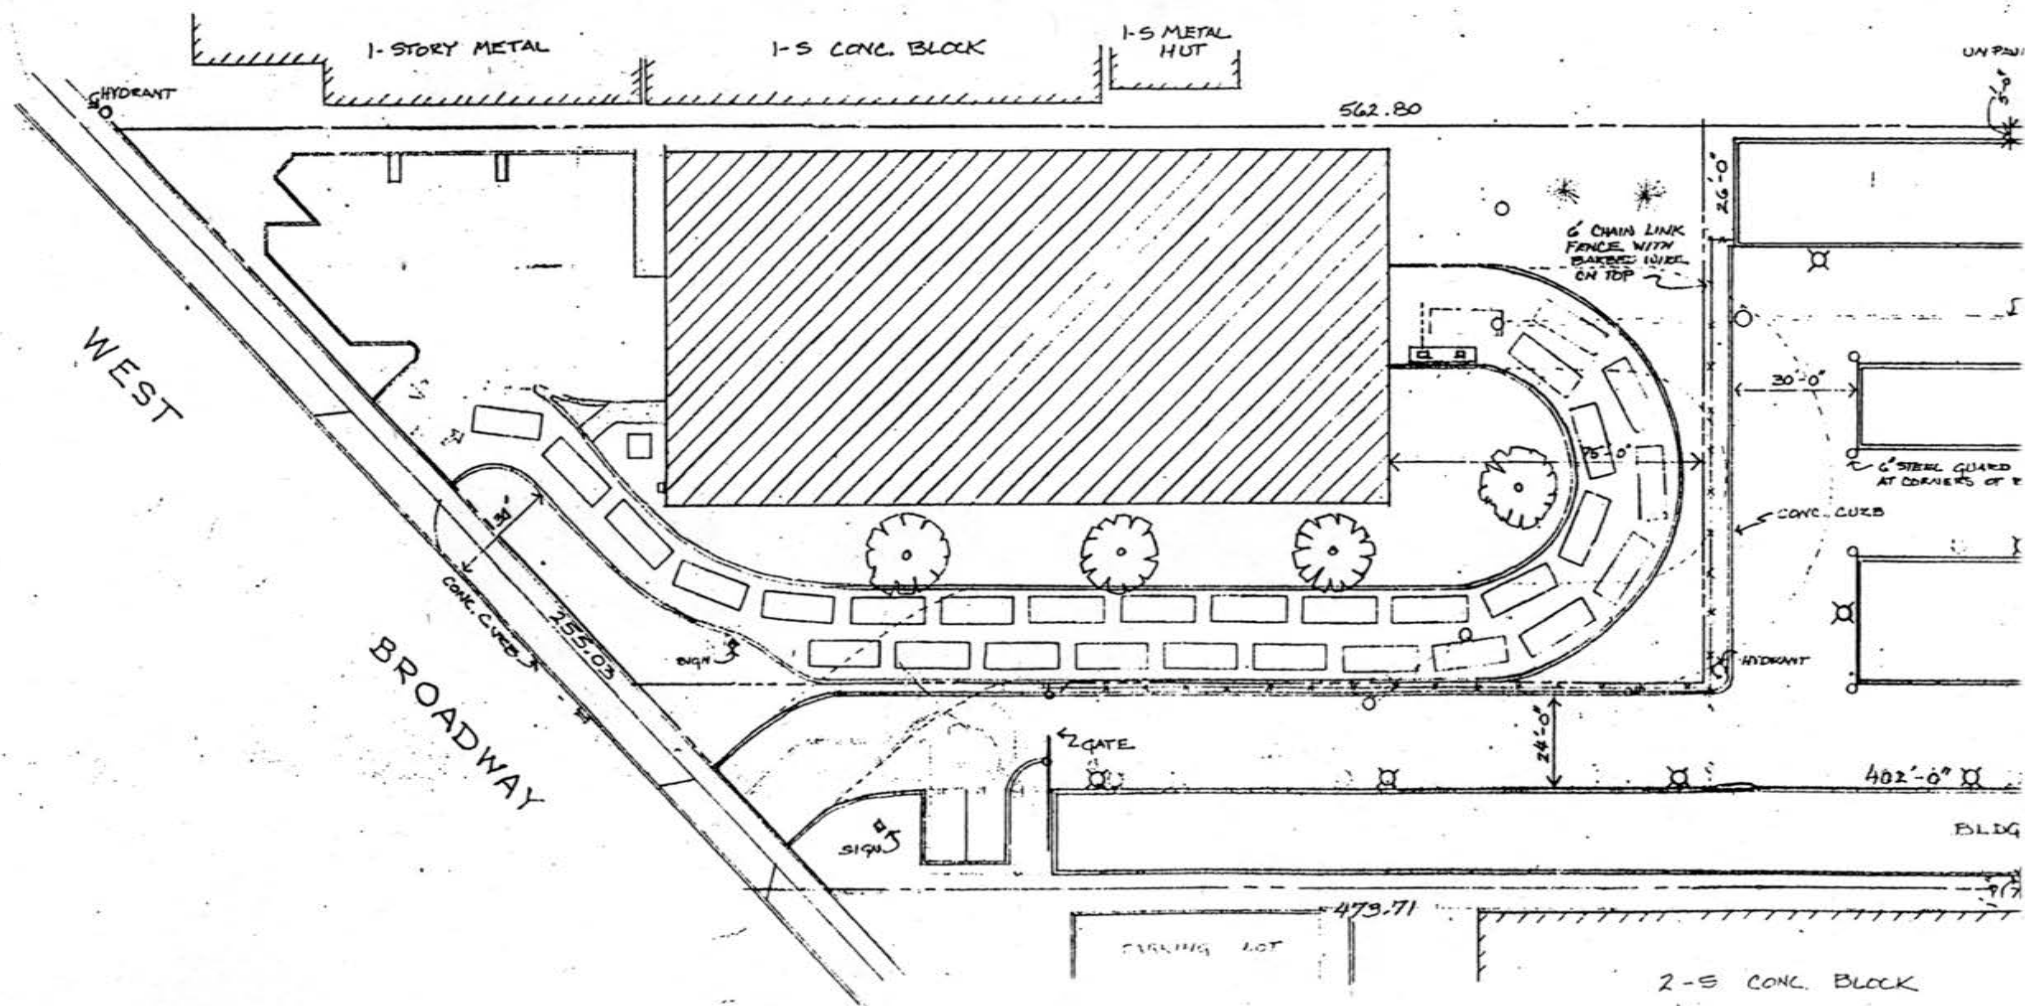 1-STORY METAL
1-S CONC. BLOCK
1-S METAL
HUT
HYDRANT
562.80
5'-0"
26'-0"
6' CHAIN LINK
FENCE WITH
BARBED WIRE
ON TOP
WEST
BROADWAY
30'
75'-0"
30'-0"
6" STEEL GUARD
AT CORNERS OF
CONC. CURB
CONC. CURB
255.03
SIGN
HYDRANT
GATE
24'-0"
402'-0"
SIGN
BLDG
473.71
PARKING LOT
2-S CONC. BLOCK